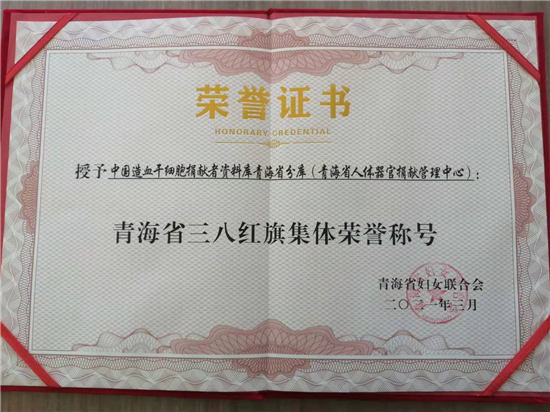 荣誉证书
HONORARY CREDENTIAL
授予中国造血干细胞捐献者资料库青海省分库(青海省人体器官捐献管理中心):
青海省三八红旗集体荣誉称号
青海省妇女联合会
二〇二一年三月